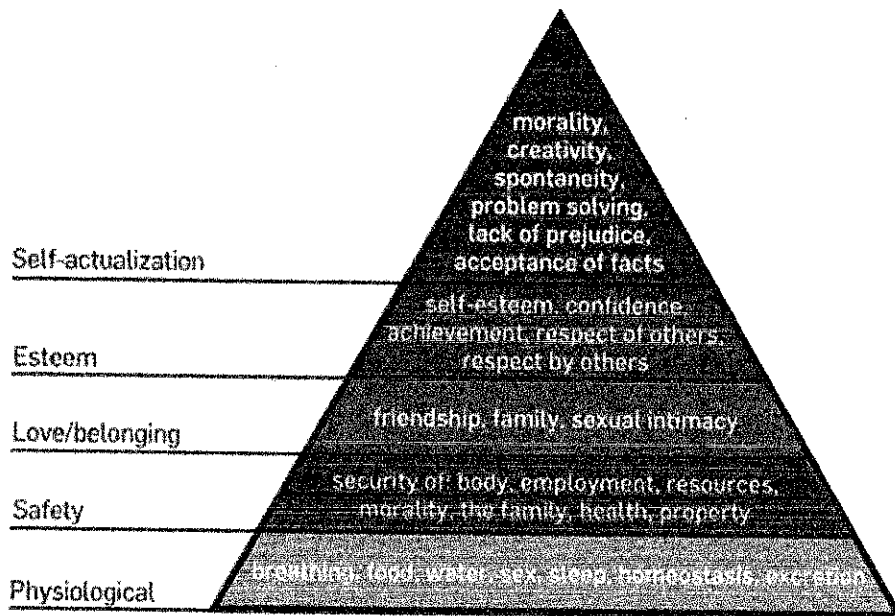 morality,
creativity,
spontaneity,
problem solving,
lack of prejudice,
acceptance of facts
Self-actualization
self-esteem, confidence,
achievement, respect of others,
respect by others
Esteem
friendship, family, sexual intimacy
Love/belonging
security of: body, employment, resources,
morality, the family, health, property
Safety
breathing, food, water, sex, sleep, homeostasis, excretion
Physiological